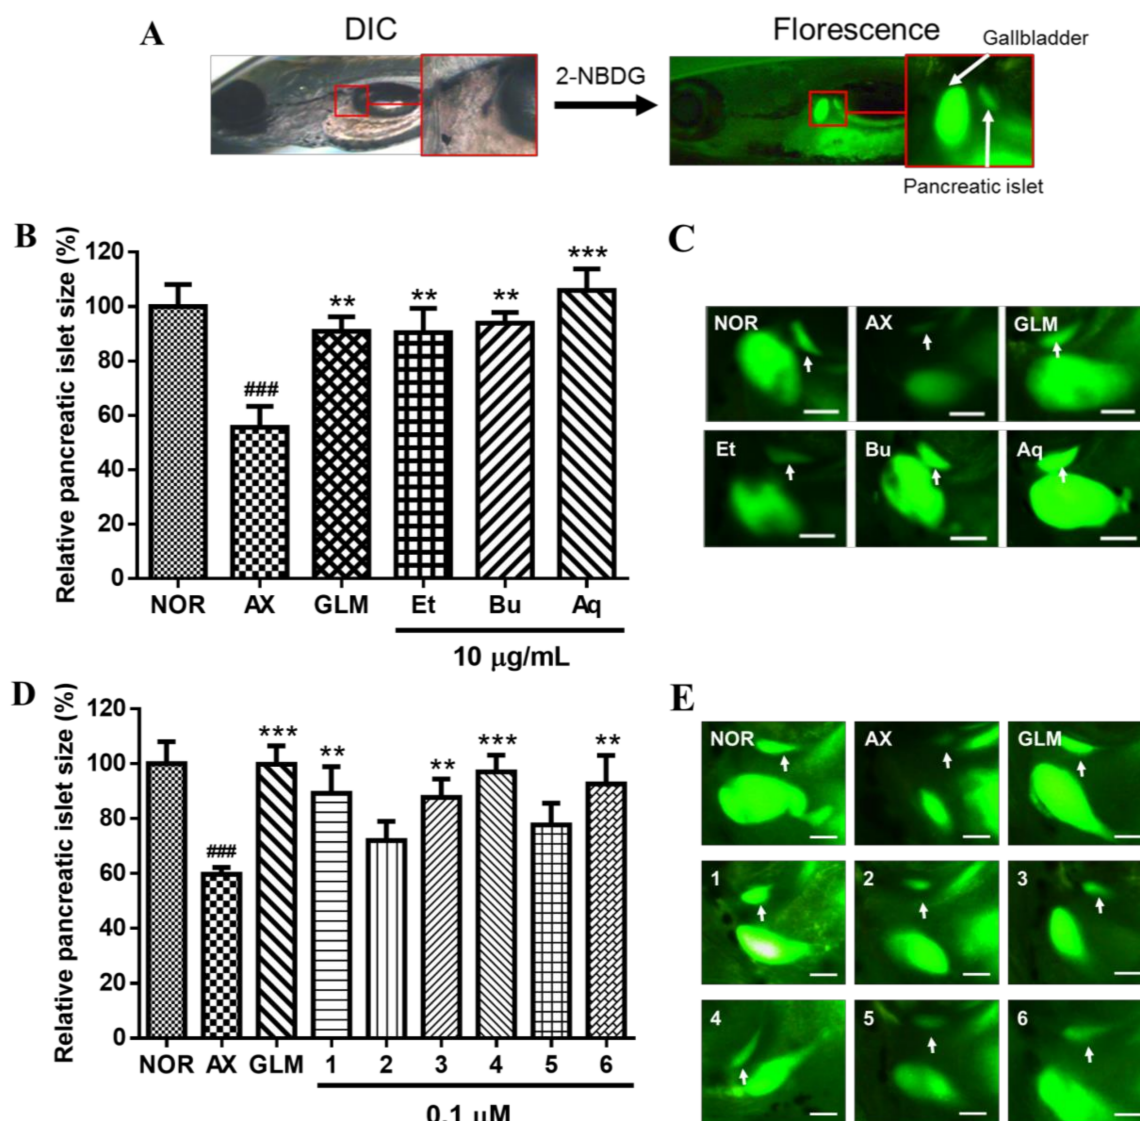 A
DIC
Florescence
Gallbladder
2-NBDG
Pancreatic islet
B
Relative pancreatic islet size (%)
120
100
80
60
40
20
0
** ** ** ***
###
NOR AX GLM Et Bu Aq
10 µg/mL
C
NOR AX GLM
Et Bu Aq
D
Relative pancreatic islet size (%)
120
100
80
60
40
20
0
*** ** ** *** **
###
NOR AX GLM 1 2 3 4 5 6
0.1 µM
E
NOR AX GLM
1 2 3
4 5 6